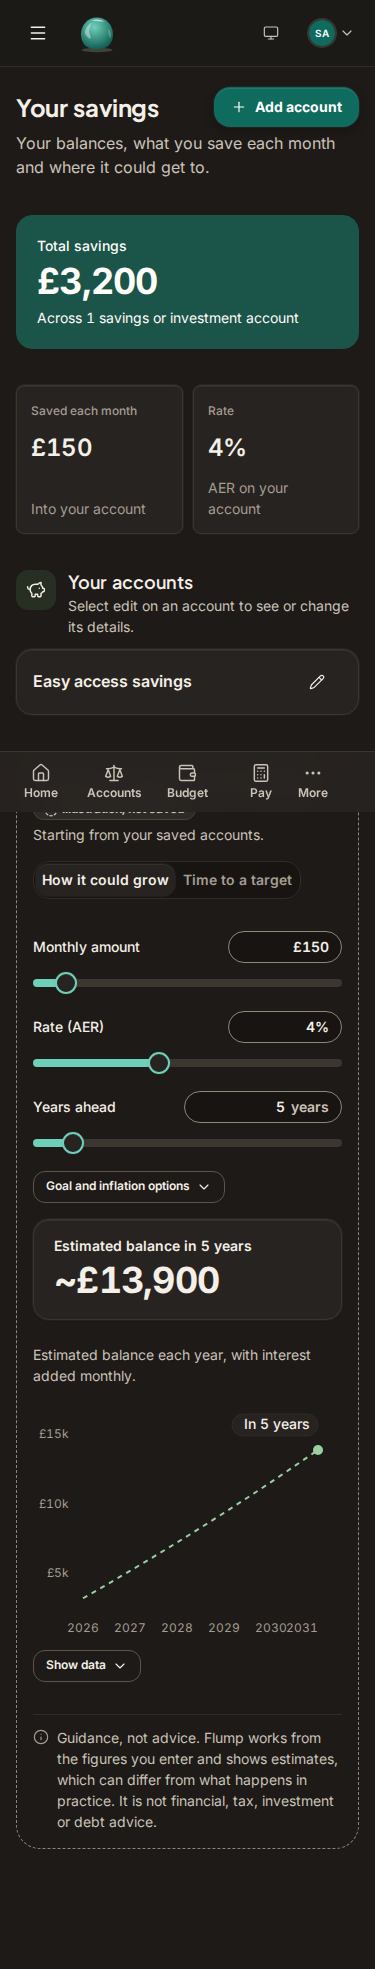 SA
Your savings
+ Add account
Your balances, what you save each month
and where it could get to.
Total savings
£3,200
Across 1 savings or investment account
Saved each month
£150
Into your account
Rate
4%
AER on your
account
Your accounts
Select edit on an account to see or change
its details.
Easy access savings
Home Accounts Budget Pay More
Starting from your saved accounts.
How it could grow Time to a target
Monthly amount £150
Rate (AER) 4%
Years ahead 5 years
Goal and inflation options
Estimated balance in 5 years
~£13,900
Estimated balance each year, with interest
added monthly.
In 5 years
£15k
£10k
£5k
2026 2027 2028 2029 2030 2031
Show data
Guidance, not advice. Flump works from
the figures you enter and shows estimates,
which can differ from what happens in
practice. It is not financial, tax, investment
or debt advice.